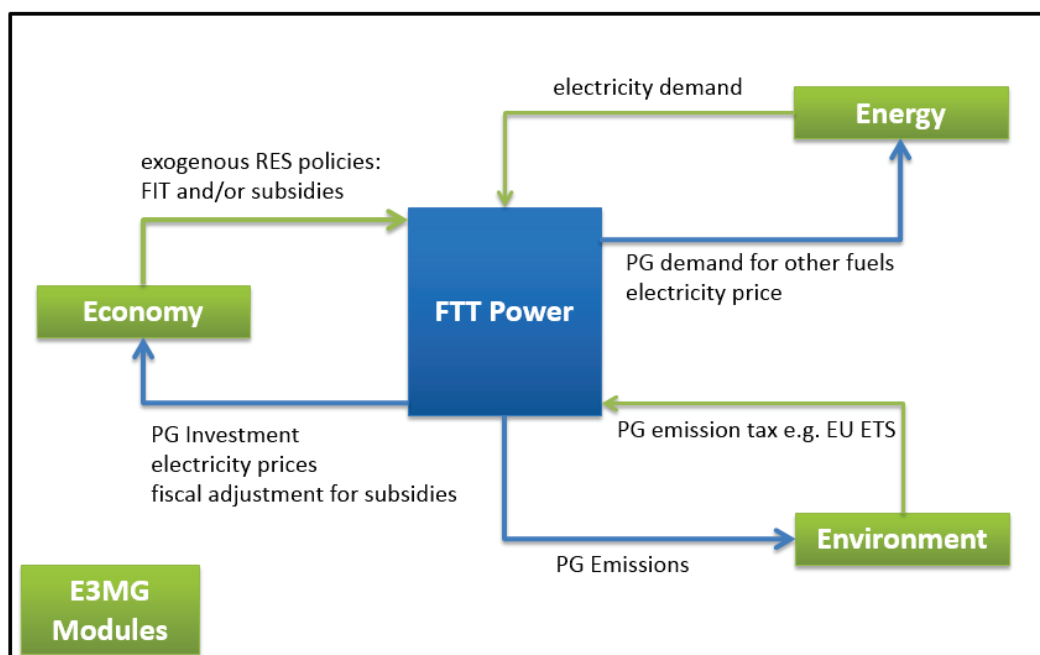 electricity demand
Energy
exogenous RES policies:
FIT and/or subsidies
PG demand for other fuels
electricity price
Economy
FTT Power
PG Investment
electricity prices
fiscal adjustment for subsidies
PG emission tax e.g. EU ETS
Environment
PG Emissions
E3MG
Modules